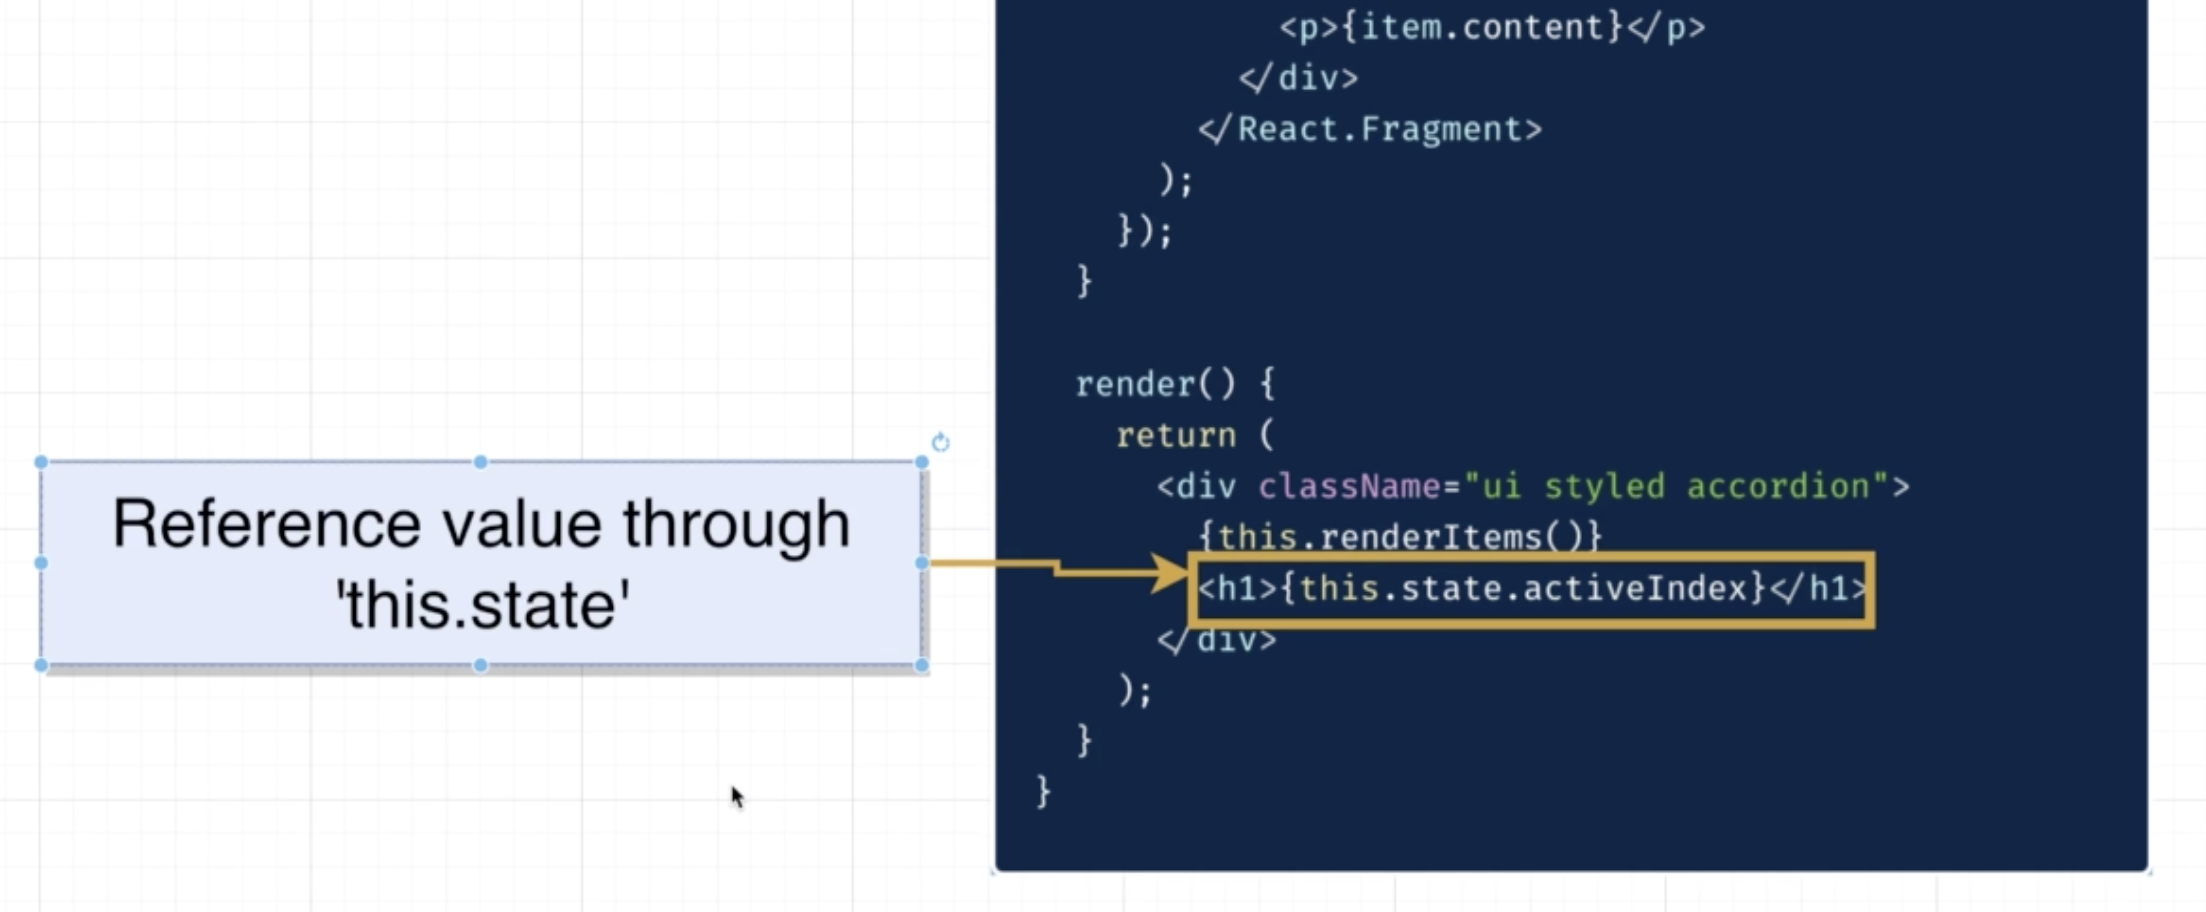 <p>{item.content}</p>
</div>
</React.Fragment>
);
});
}
render() {
return (
<div className="ui styled accordion">
{this.renderItems()}
Reference value through
'this.state'
<h1>{this.state.activeIndex}</h1>
</div>
);
}
}